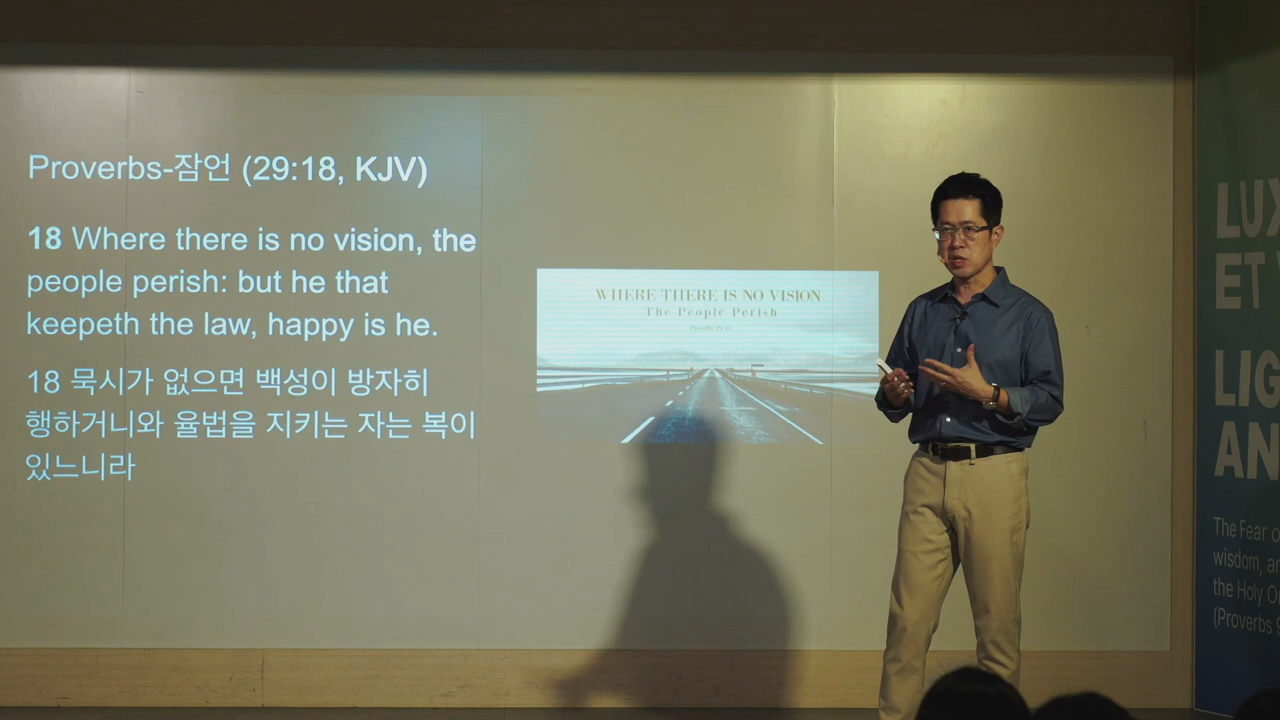 Proverbs-잠언 (29:18, KJV)
18 Where there is no vision, the
people perish: but he that
keepeth the law, happy is he.
18 묵시가 없으면 백성이 방자히
행하거니와 율법을 지키는 자는 복이
있느니라
WHERE THERE IS NO VISION
The People Perish
LUX
ET
LIG
AN
The Fear
wisdom, an
the Holy O
(Proverbs 9